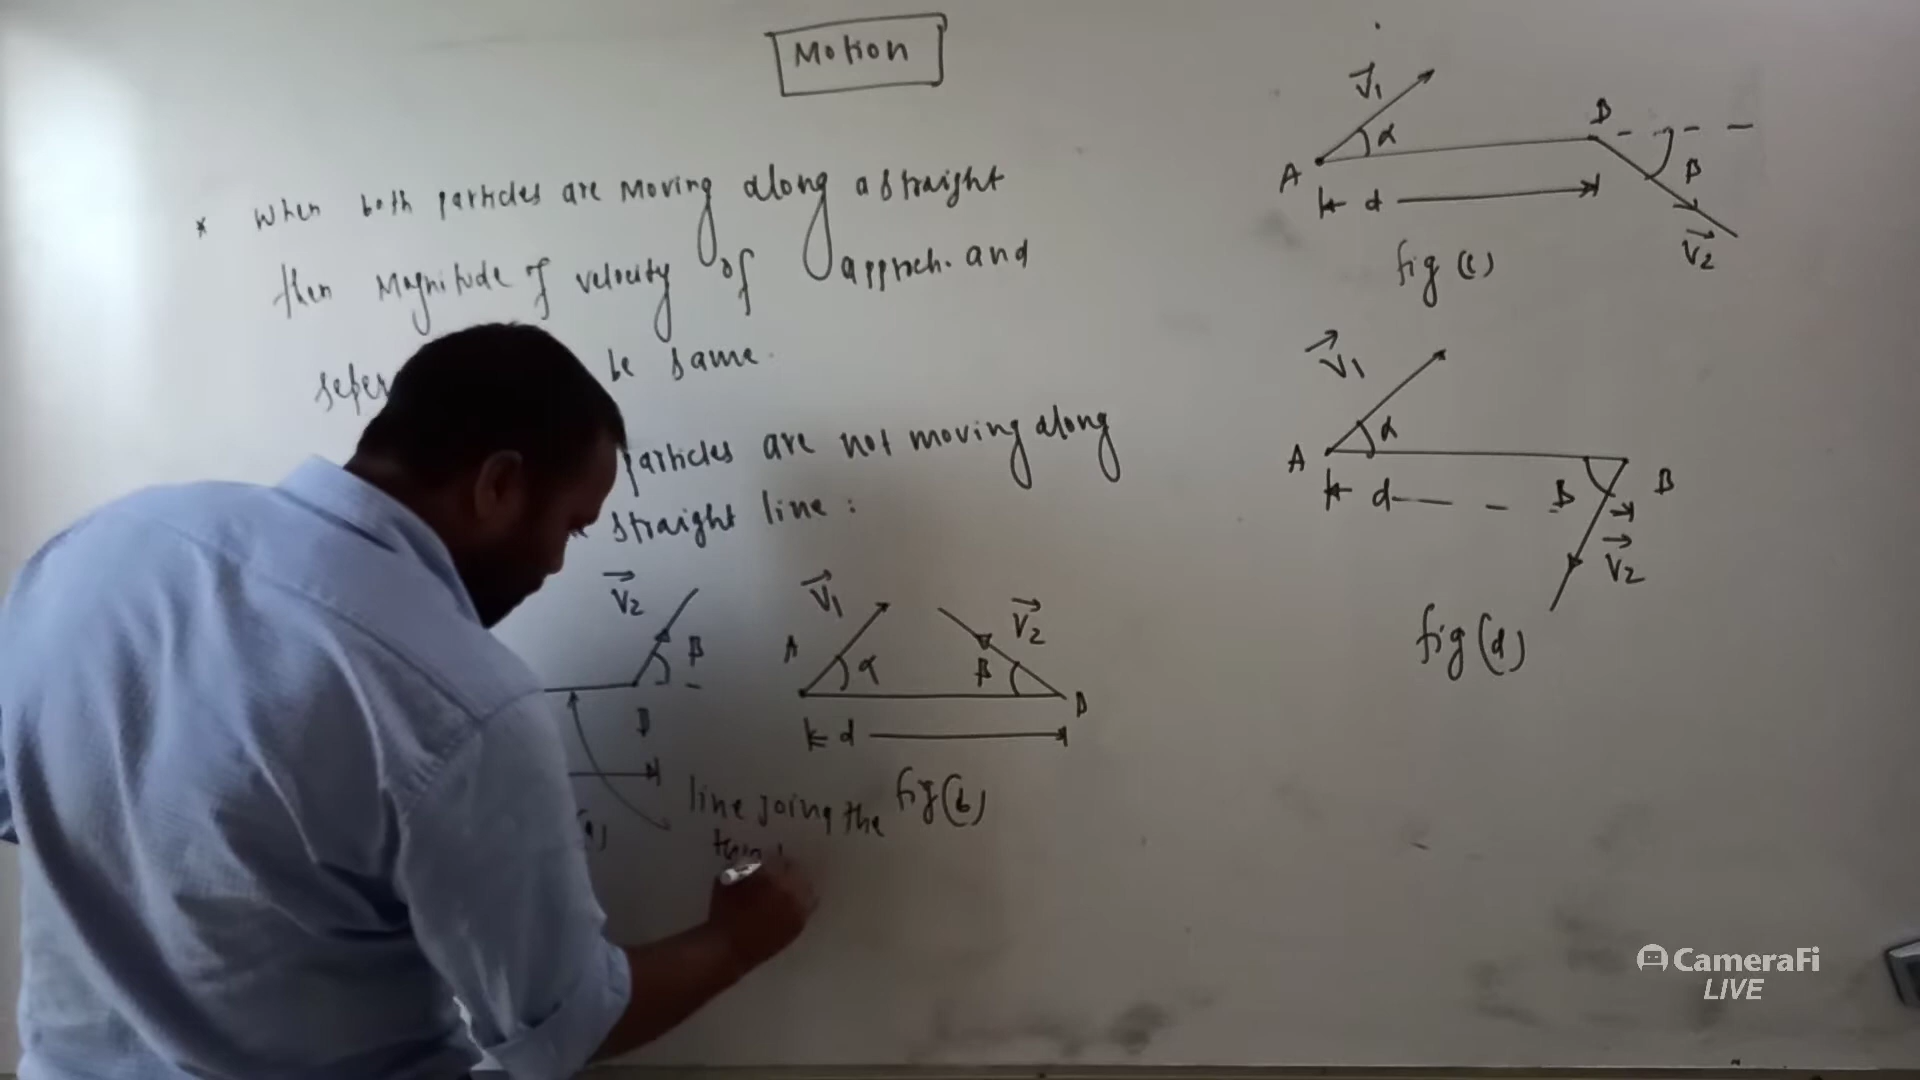 Motion
* When both particles are Moving along a straight
then Magnitude of velocity of approch. and
seper be same.
particles are not moving along
straight line :
V2
β
B
line joing the
V1
A
α
V2
β
B
d
fig (b)
V1
A
α
B
β
d
V2
fig (c)
V1
A
α
B
β
d
V2
fig (d)
CameraFi
LIVE